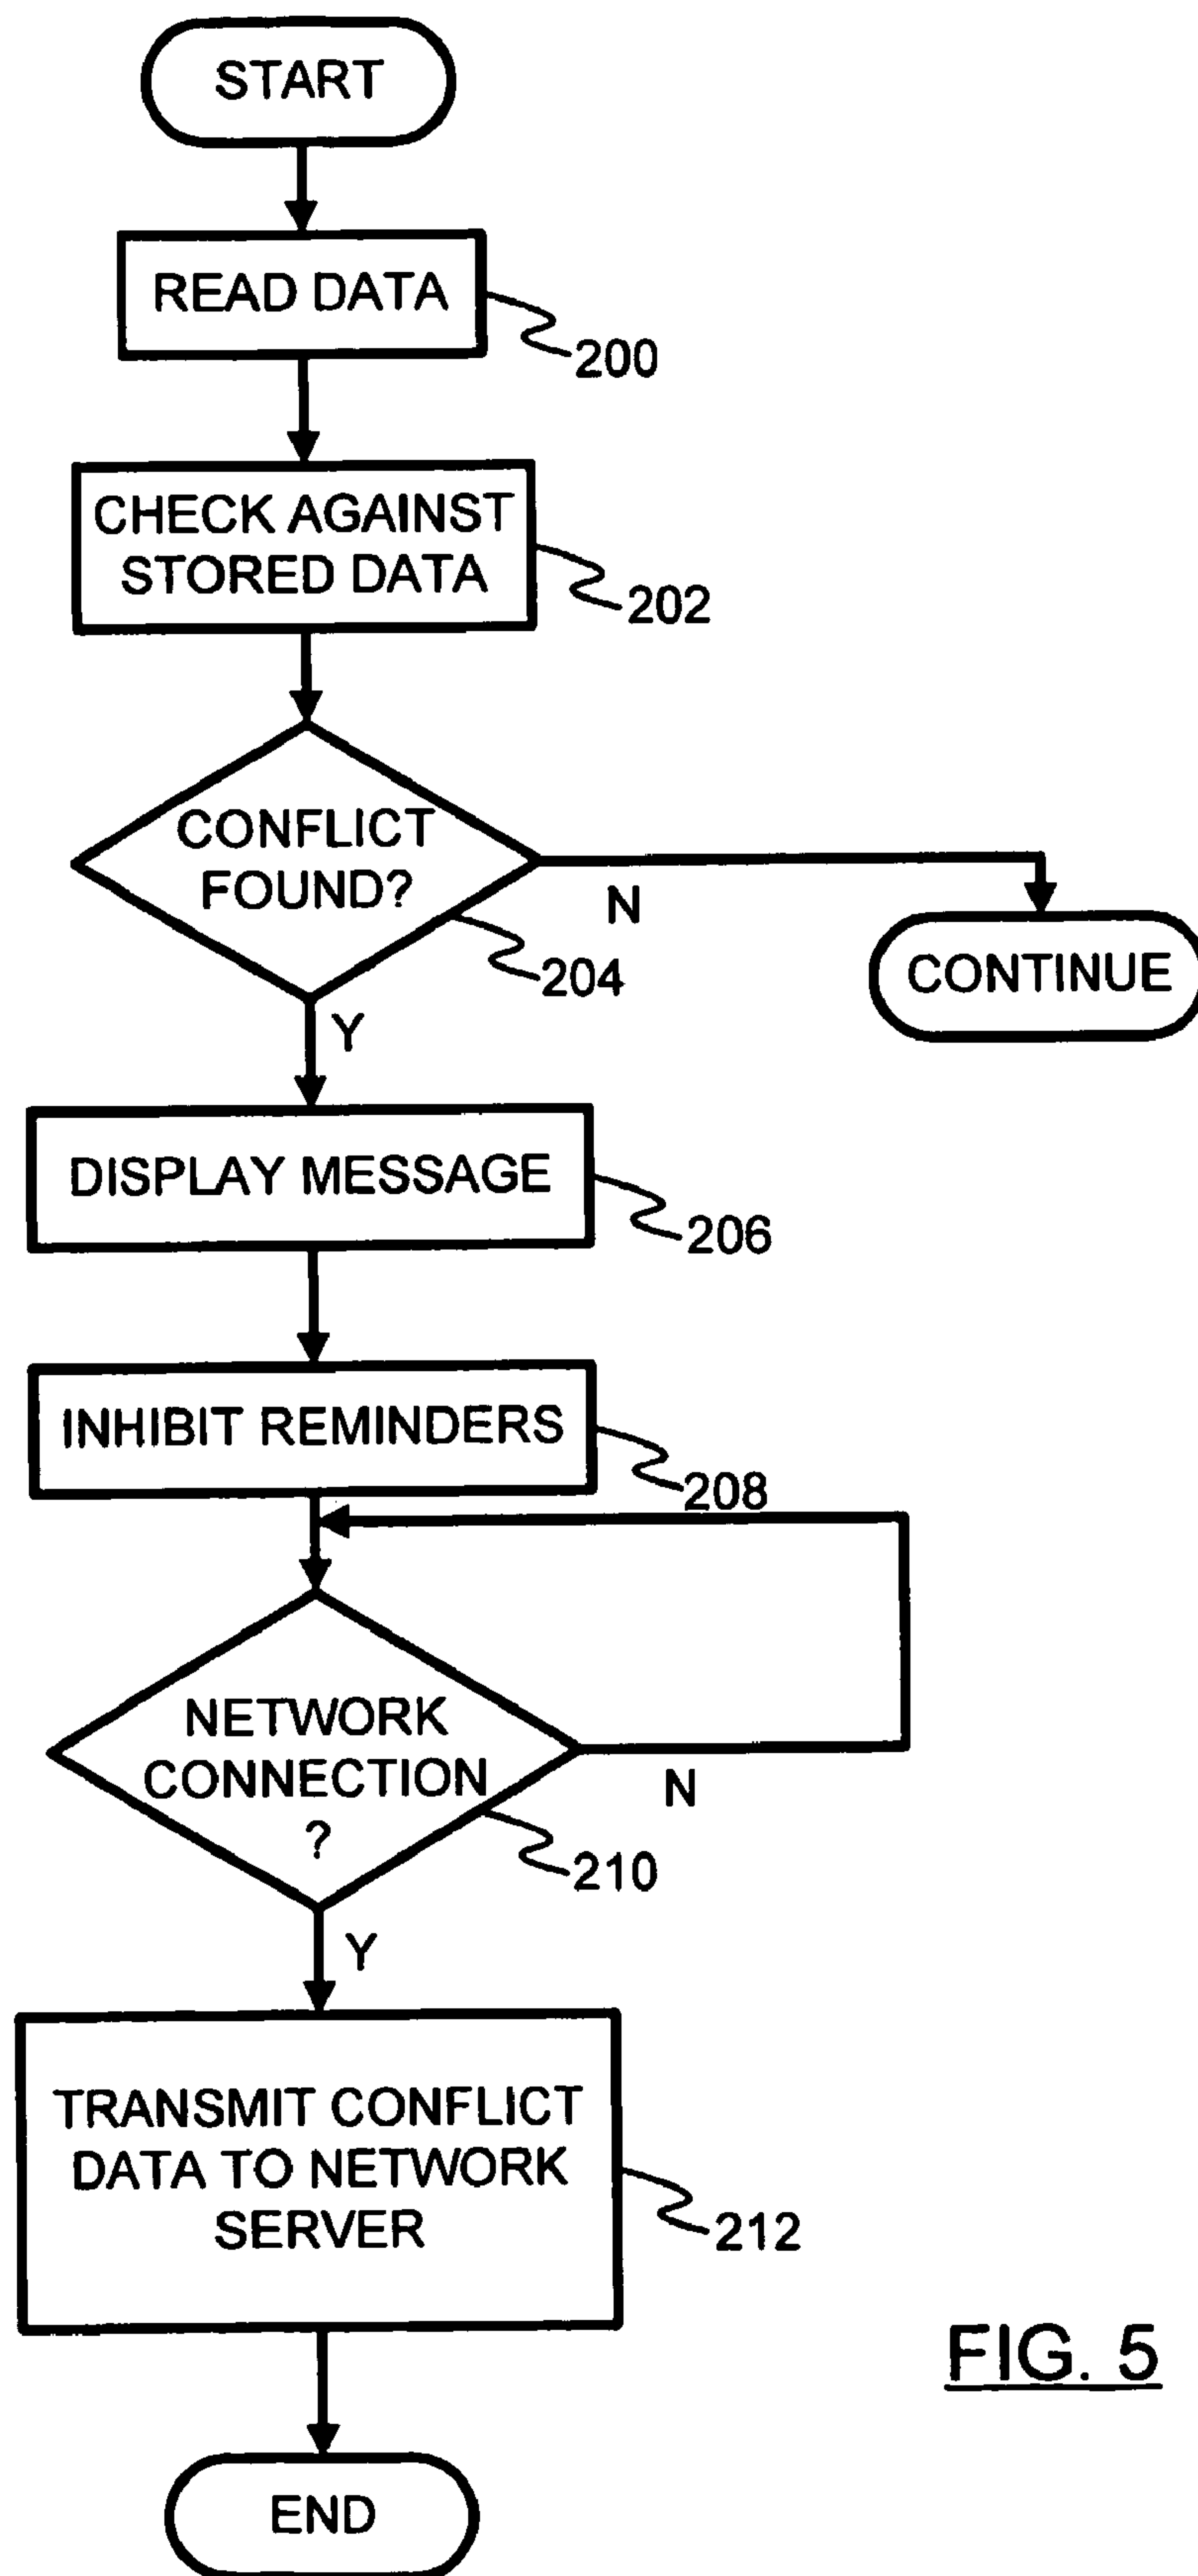 START
READ DATA
200
CHECK AGAINST
STORED DATA
202
CONFLICT
FOUND?
N
204
CONTINUE
Y
DISPLAY MESSAGE
206
INHIBIT REMINDERS
208
NETWORK
CONNECTION
?
N
210
Y
TRANSMIT CONFLICT
DATA TO NETWORK
SERVER
212
FIG. 5
END